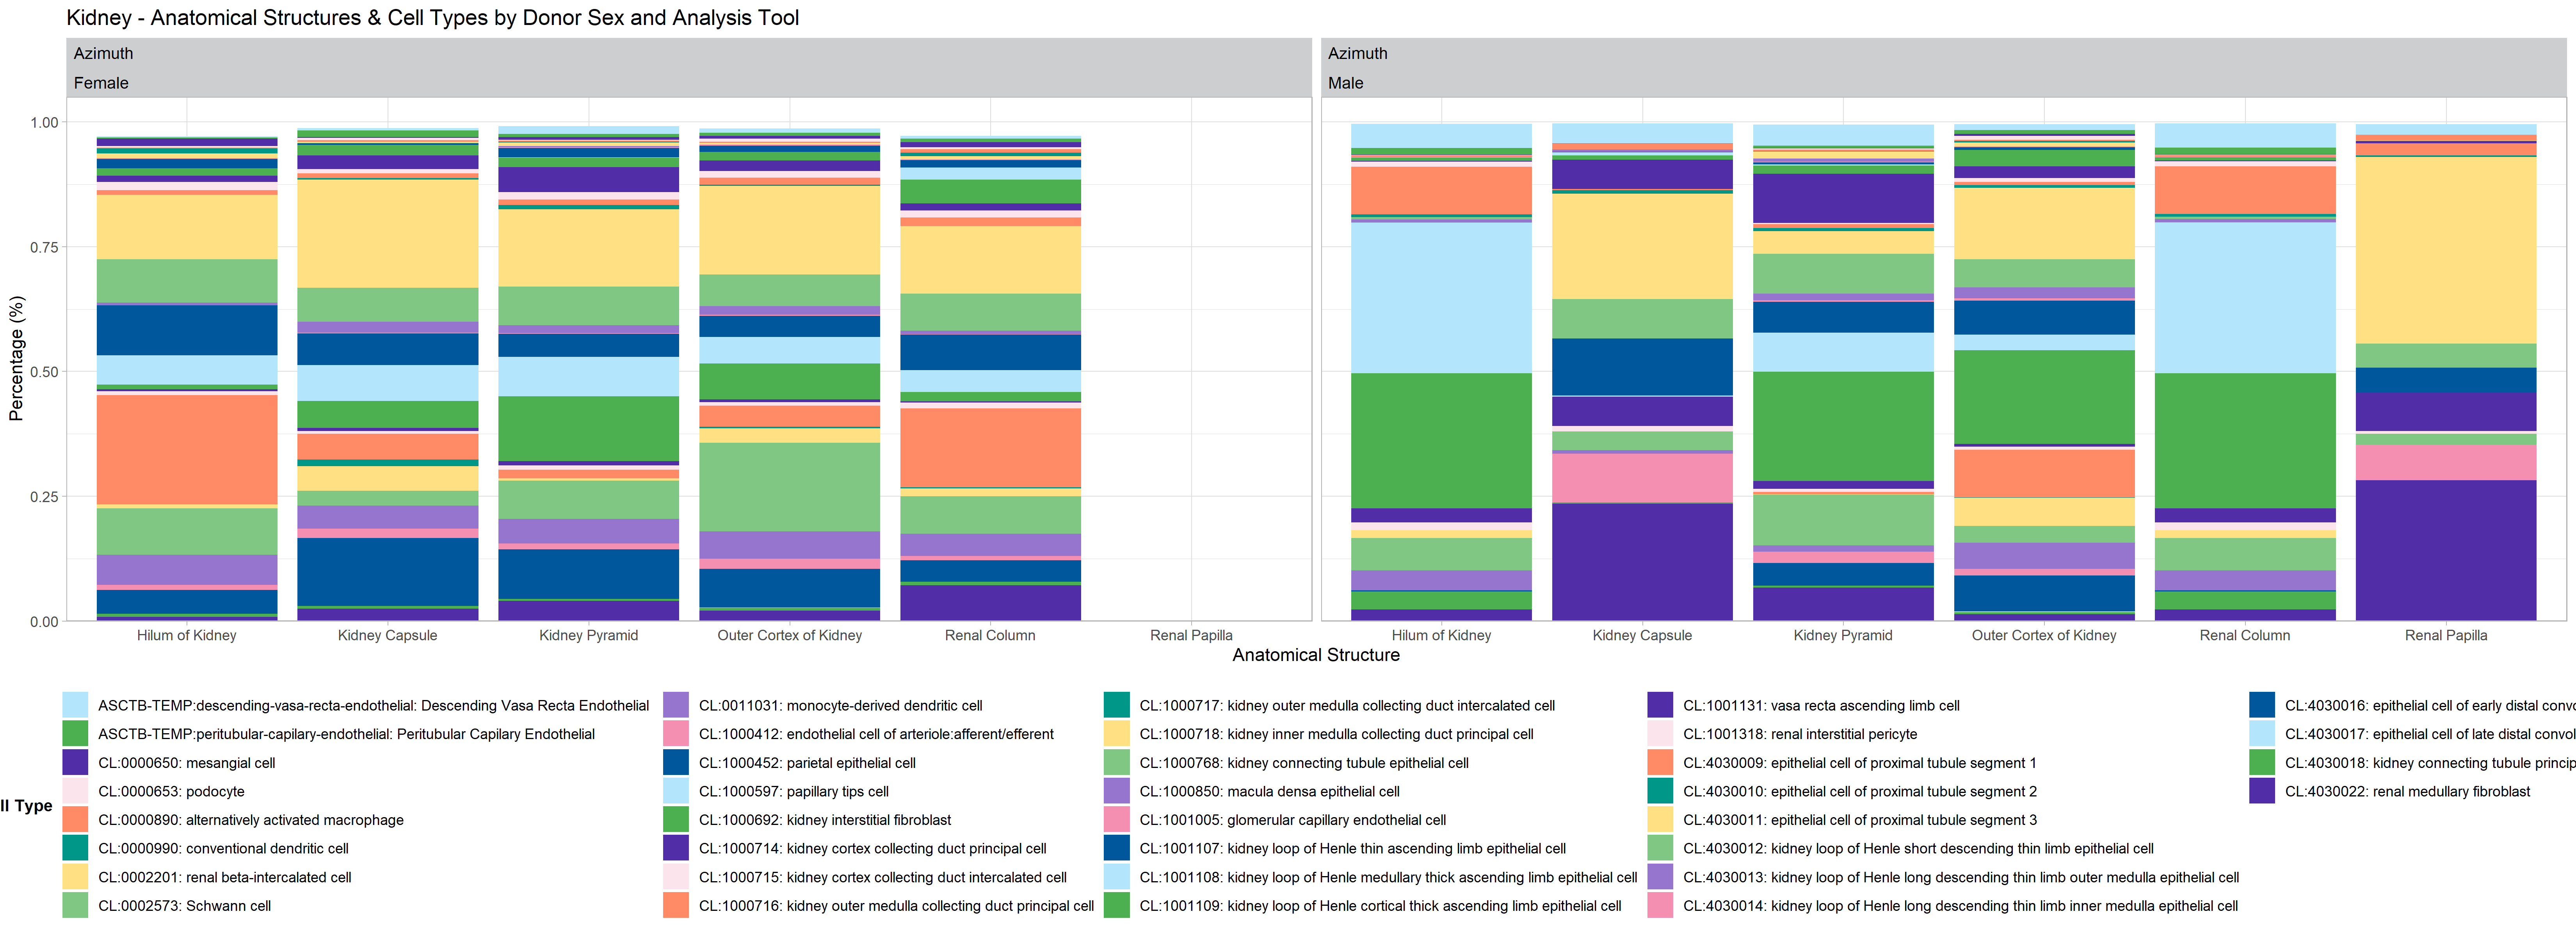 Kidney - Anatomical Structures & Cell Types by Donor Sex and Analysis Tool
Azimuth
Female
Azimuth
Male
Percentage (%)
1.00
0.75
0.50
0.25
0.00
Hilum of Kidney
Kidney Capsule
Kidney Pyramid
Outer Cortex of Kidney
Renal Column
Renal Papilla
Hilum of Kidney
Kidney Capsule
Kidney Pyramid
Outer Cortex of Kidney
Renal Column
Renal Papilla
Anatomical Structure
ll Type
ASCTB-TEMP:descending-vasa-recta-endothelial: Descending Vasa Recta Endothelial
ASCTB-TEMP:peritubular-capilary-endothelial: Peritubular Capilary Endothelial
CL:0000650: mesangial cell
CL:0000653: podocyte
CL:0000890: alternatively activated macrophage
CL:0000990: conventional dendritic cell
CL:0002201: renal beta-intercalated cell
CL:0002573: Schwann cell
CL:0011031: monocyte-derived dendritic cell
CL:1000412: endothelial cell of arteriole:afferent/efferent
CL:1000452: parietal epithelial cell
CL:1000597: papillary tips cell
CL:1000692: kidney interstitial fibroblast
CL:1000714: kidney cortex collecting duct principal cell
CL:1000715: kidney cortex collecting duct intercalated cell
CL:1000716: kidney outer medulla collecting duct principal cell
CL:1000717: kidney outer medulla collecting duct intercalated cell
CL:1000718: kidney inner medulla collecting duct principal cell
CL:1000768: kidney connecting tubule epithelial cell
CL:1000850: macula densa epithelial cell
CL:1001005: glomerular capillary endothelial cell
CL:1001107: kidney loop of Henle thin ascending limb epithelial cell
CL:1001108: kidney loop of Henle medullary thick ascending limb epithelial cell
CL:1001109: kidney loop of Henle cortical thick ascending limb epithelial cell
CL:1001131: vasa recta ascending limb cell
CL:1001318: renal interstitial pericyte
CL:4030009: epithelial cell of proximal tubule segment 1
CL:4030010: epithelial cell of proximal tubule segment 2
CL:4030011: epithelial cell of proximal tubule segment 3
CL:4030012: kidney loop of Henle short descending thin limb epithelial cell
CL:4030013: kidney loop of Henle long descending thin limb outer medulla epithelial cell
CL:4030014: kidney loop of Henle long descending thin limb inner medulla epithelial cell
CL:4030016: epithelial cell of early distal convo
CL:4030017: epithelial cell of late distal convol
CL:4030018: kidney connecting tubule princip
CL:4030022: renal medullary fibroblast